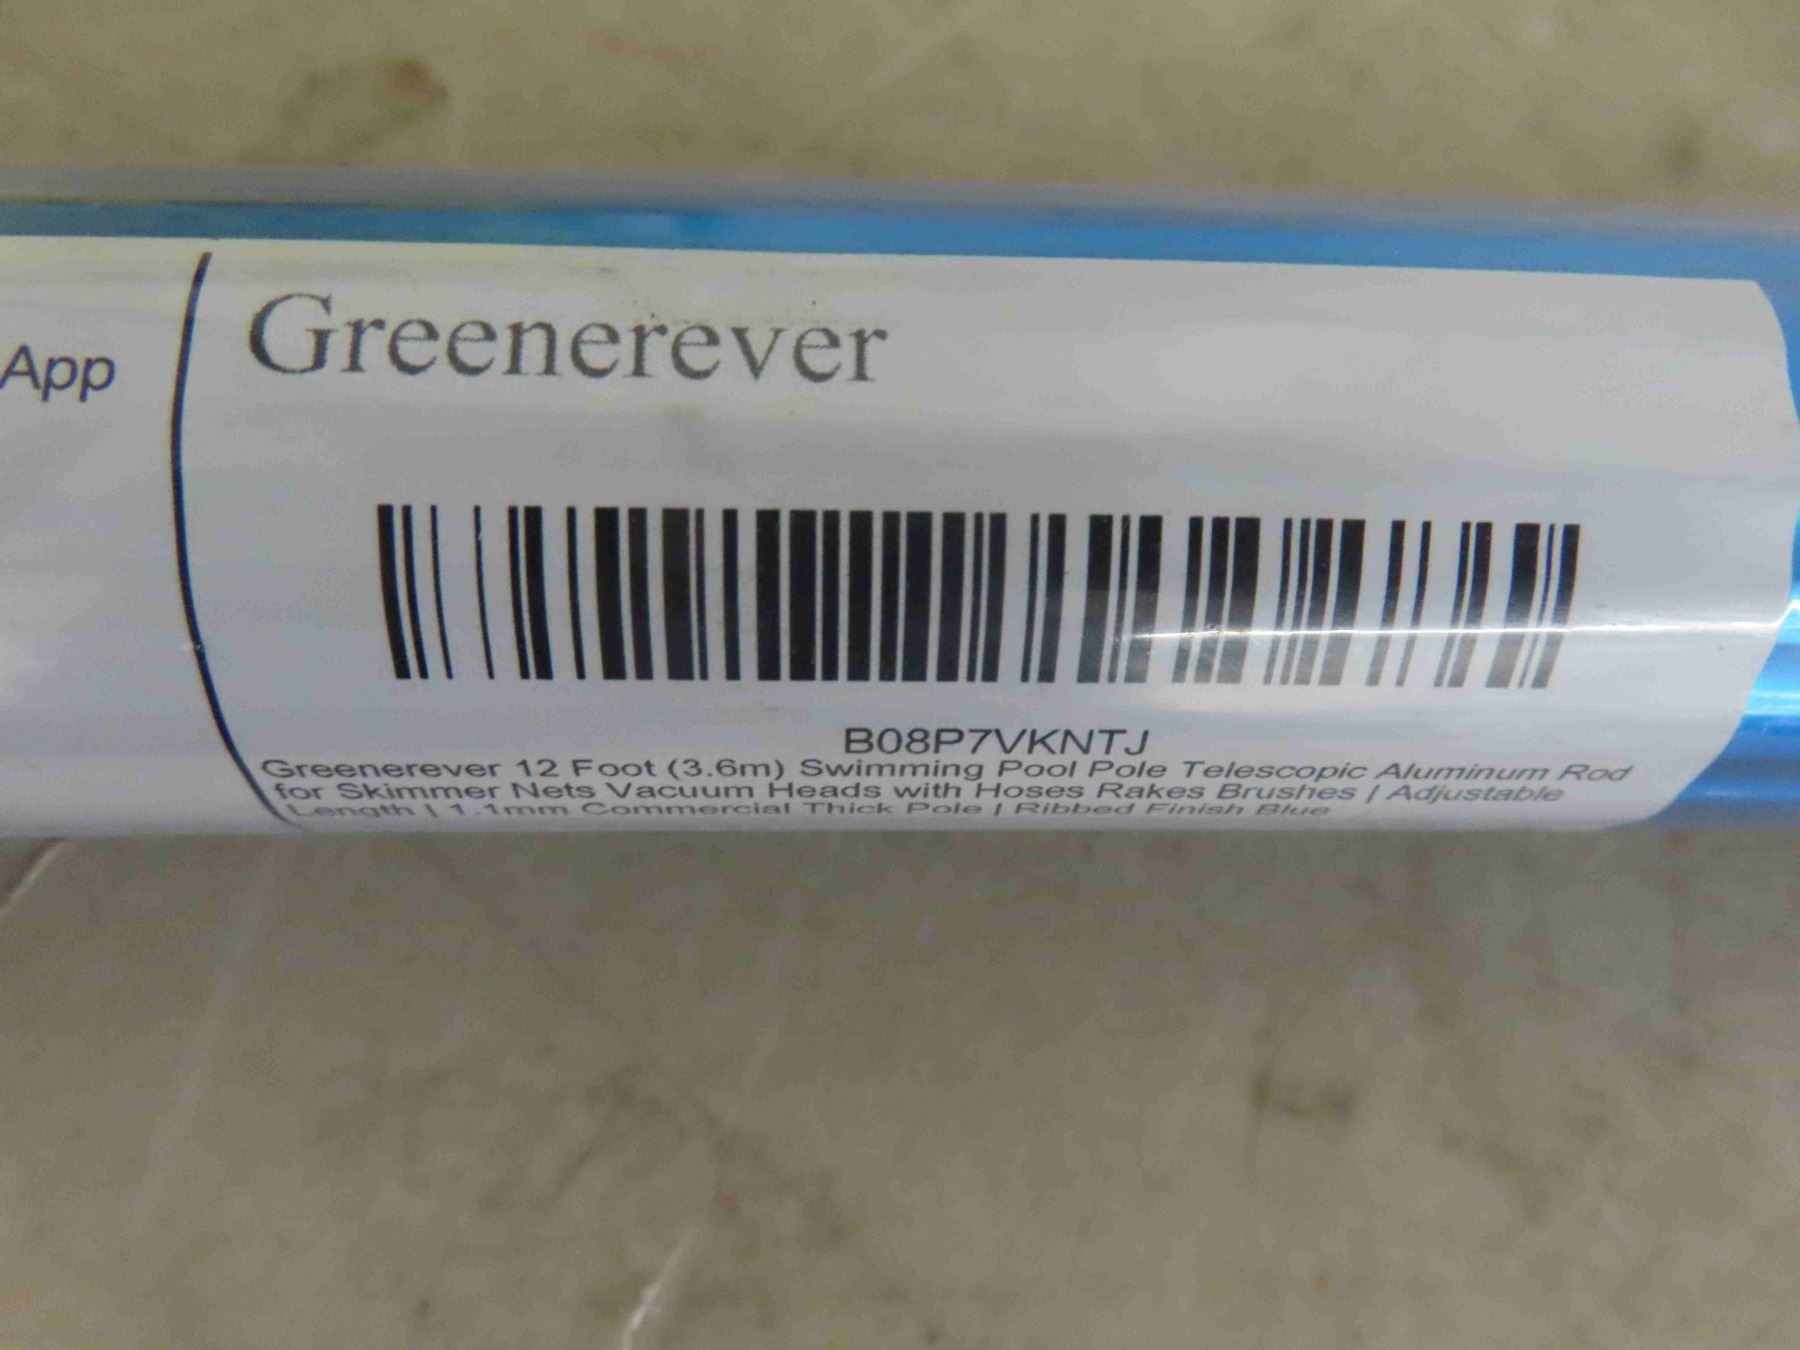 App
Greenerever
B08P7VKNTJ
Greenerever 12 Foot (3.6m) Swimming Pool Pole Telescopic Aluminum Rod
for Skimmer Nets Vacuum Heads with Hoses Rakes Brushes | Adjustable
Length | 1.1mm Commercial Thick Pole | Ribbed Finish Blue